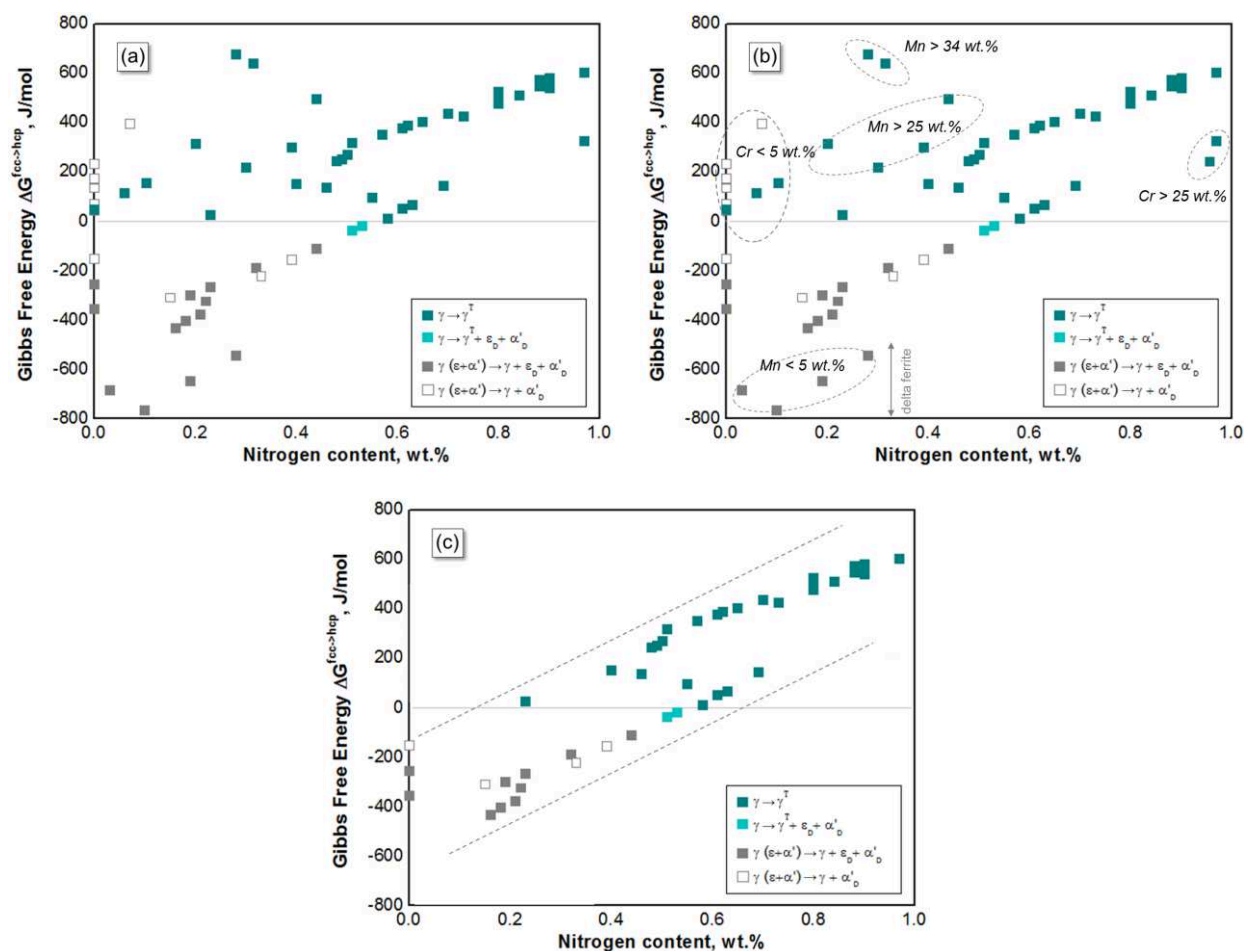 800
600
400
200
0
-200
-400
-600
-800
0.0 0.2 0.4 0.6 0.8 1.0
Gibbs Free Energy ΔG^fcc->hcp, J/mol
Nitrogen content, wt.%
(a)
γ → γ^T
γ → γ^T + ε_D + α'_D
γ (ε+α') → γ + ε_D + α'_D
γ (ε+α') → γ + α'_D
800
600
400
200
0
-200
-400
-600
-800
0.0 0.2 0.4 0.6 0.8 1.0
Gibbs Free Energy ΔG^fcc->hcp, J/mol
Nitrogen content, wt.%
(b)
Mn > 34 wt.%
Mn > 25 wt.%
Cr < 5 wt.%
Cr > 25 wt.%
Mn < 5 wt.%
delta ferrite
γ → γ^T
γ → γ^T + ε_D + α'_D
γ (ε+α') → γ + ε_D + α'_D
γ (ε+α') → γ + α'_D
800
600
400
200
0
-200
-400
-600
-800
0.0 0.2 0.4 0.6 0.8 1.0
Gibbs Free Energy ΔG^fcc->hcp, J/mol
Nitrogen content, wt.%
(c)
γ → γ^T
γ → γ^T + ε_D + α'_D
γ (ε+α') → γ + ε_D + α'_D
γ (ε+α') → γ + α'_D